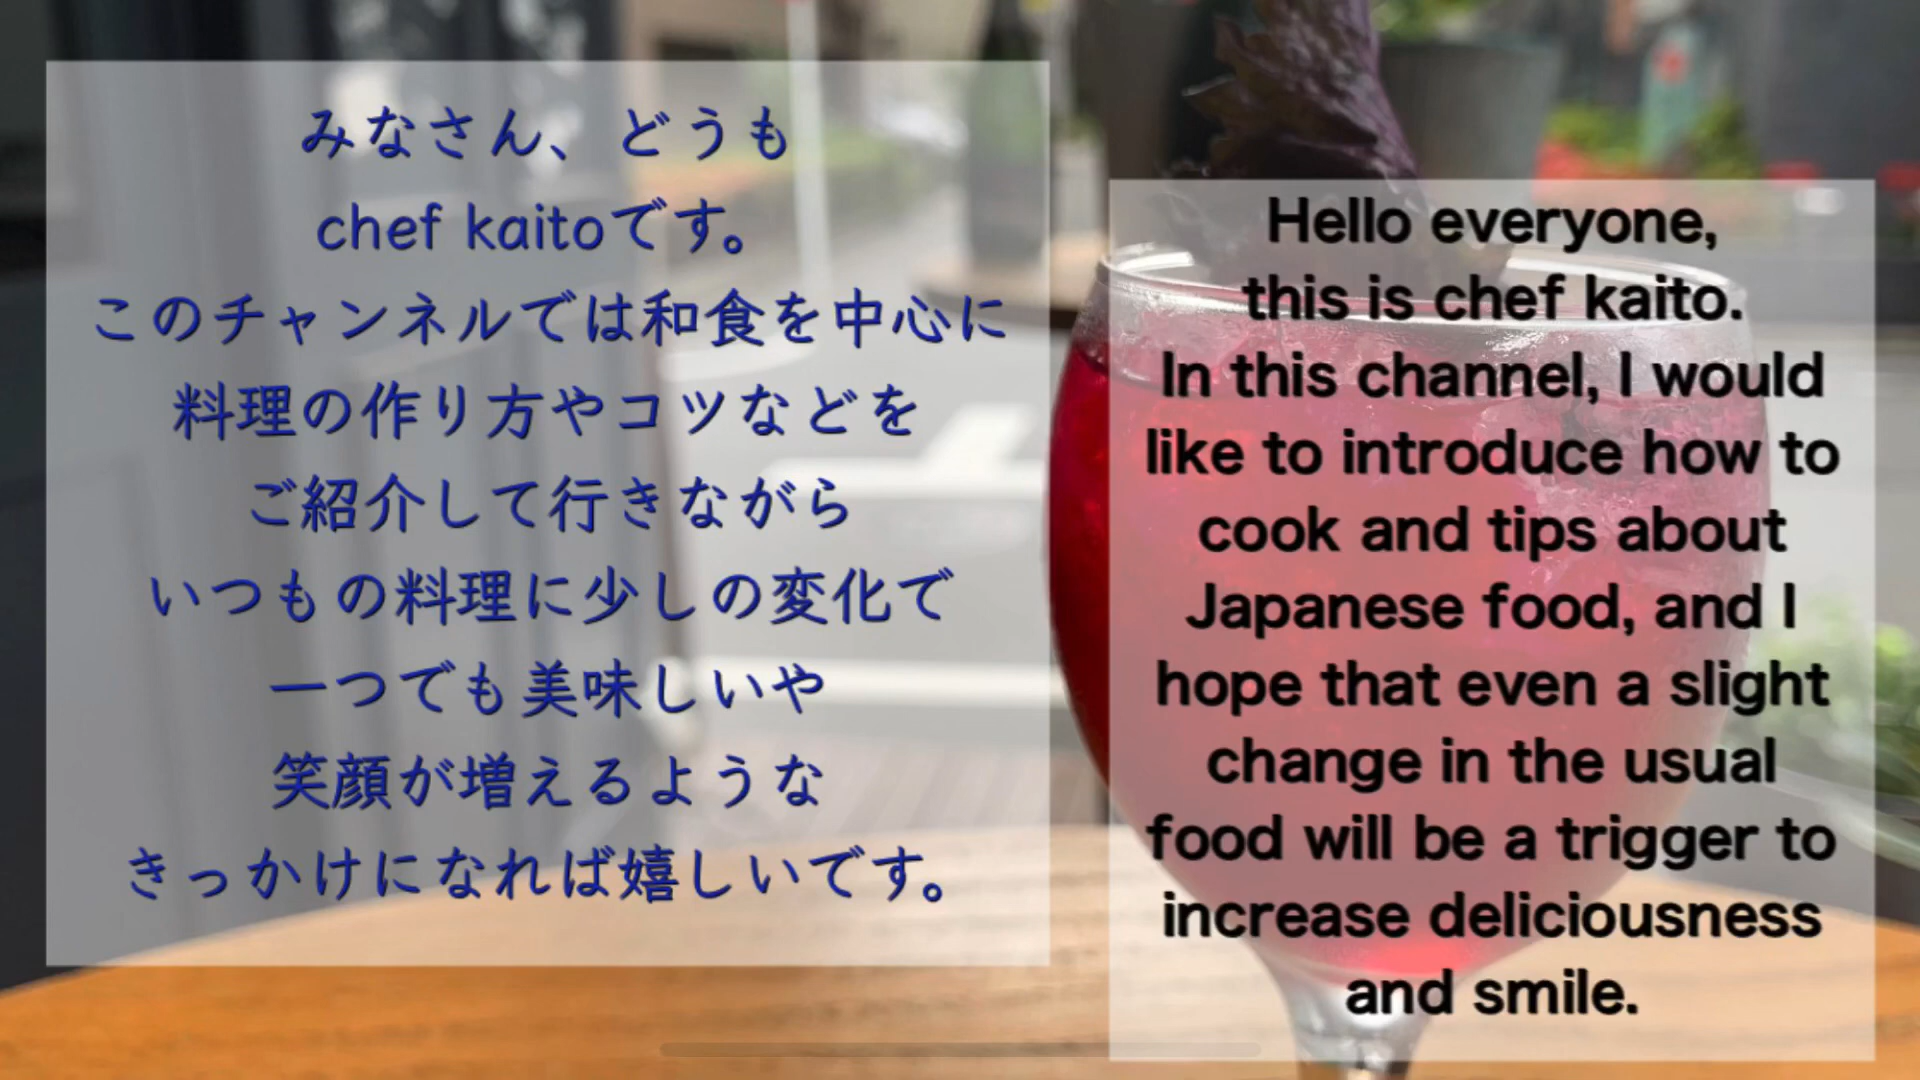 みなさん、どうも
chef kaitoです。
このチャンネルでは和食を中心に
料理の作り方やコツなどを
ご紹介して行きながら
いつもの料理に少しの変化で
一つでも美味しいや
笑顔が増えるような
きっかけになれば嬉しいです。
Hello everyone,
this is chef kaito.
In this channel, I would
like to introduce how to
cook and tips about
Japanese food, and I
hope that even a slight
change in the usual
food will be a trigger to
increase deliciousness
and smile.